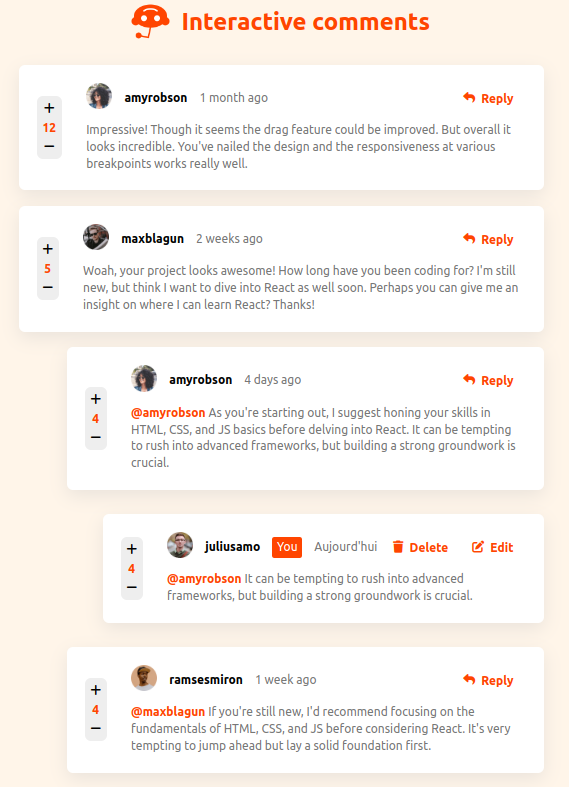 Interactive comments
+
12
−
amyrobson 1 month ago Reply
Impressive! Though it seems the drag feature could be improved. But overall it
looks incredible. You've nailed the design and the responsiveness at various
breakpoints works really well.
+
5
−
maxblagun 2 weeks ago Reply
Woah, your project looks awesome! How long have you been coding for? I'm still
new, but think I want to dive into React as well soon. Perhaps you can give me an
insight on where I can learn React? Thanks!
+
4
−
amyrobson 4 days ago Reply
@amyrobson As you're starting out, I suggest honing your skills in
HTML, CSS, and JS basics before delving into React. It can be tempting
to rush into advanced frameworks, but building a strong groundwork is
crucial.
+
4
−
juliusamo You Aujourd'hui Delete Edit
@amyrobson It can be tempting to rush into advanced
frameworks, but building a strong groundwork is crucial.
+
4
−
ramsesmiron 1 week ago Reply
@maxblagun If you're still new, I'd recommend focusing on the
fundamentals of HTML, CSS, and JS before considering React. It's very
tempting to jump ahead but lay a solid foundation first.